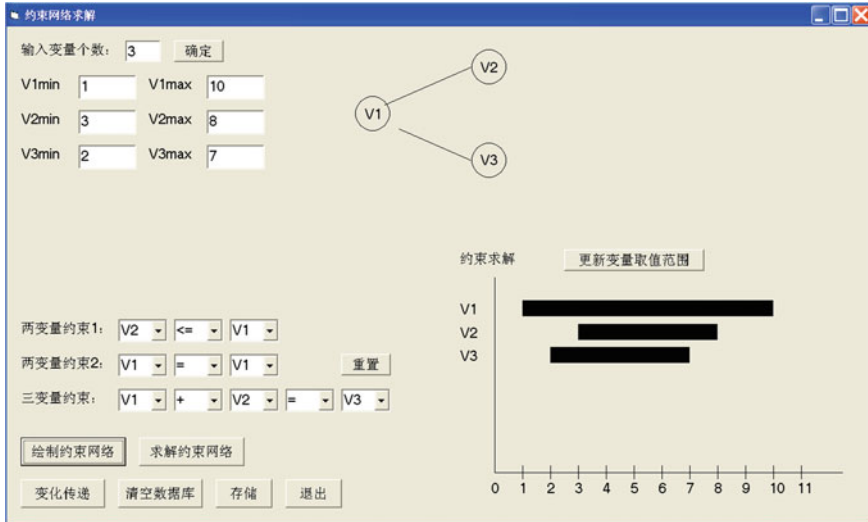 约束网络求解
输入变量个数： 3 确定
V1min 1 V1max 10
V2min 3 V2max 8
V3min 2 V3max 7
V2
V1
V3
约束求解 更新变量取值范围
V1
V2
V3
两变量约束1： V2 <= V1
两变量约束2： V1 = V1 重置
三变量约束： V1 + V2 = V3
绘制约束网络 求解约束网络
变化传递 清空数据库 存储 退出
0 1 2 3 4 5 6 7 8 9 10 11